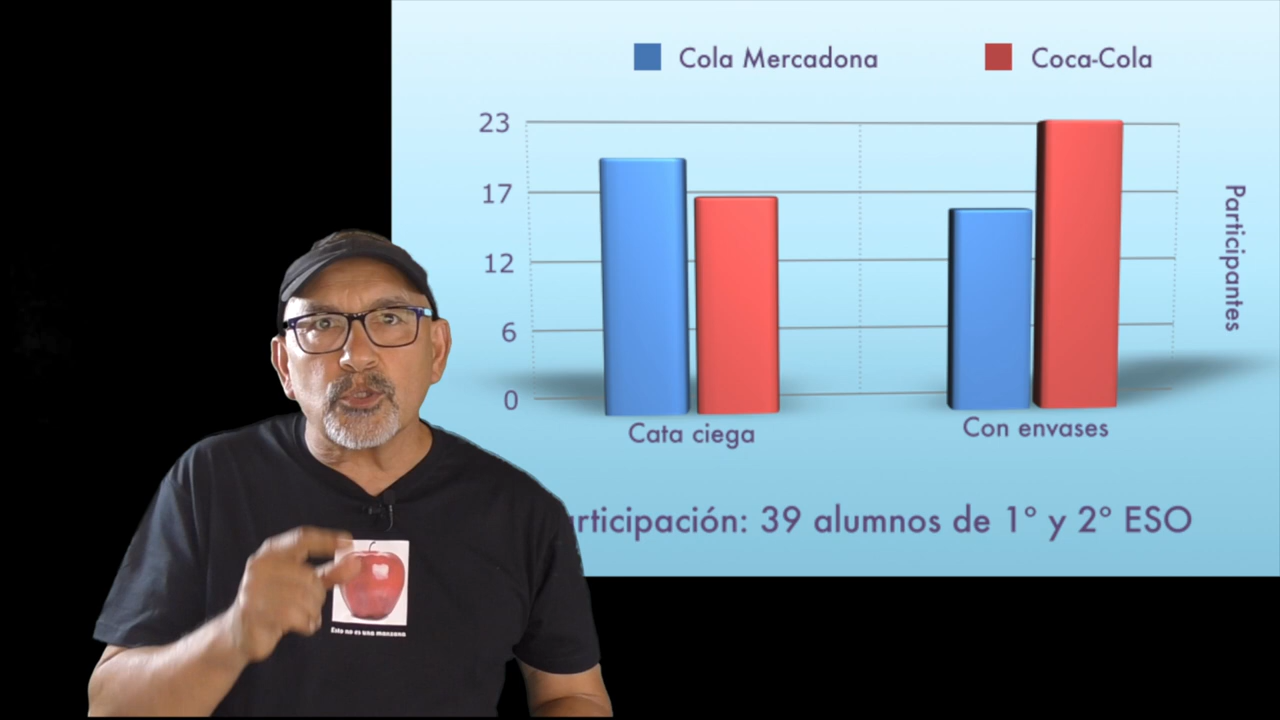 Cola Mercadona
Coca-Cola
23
17
12
6
0
Participantes
Cata ciega
Con envases
articipación: 39 alumnos de 1° y 2° ESO
Esto no es una manzana